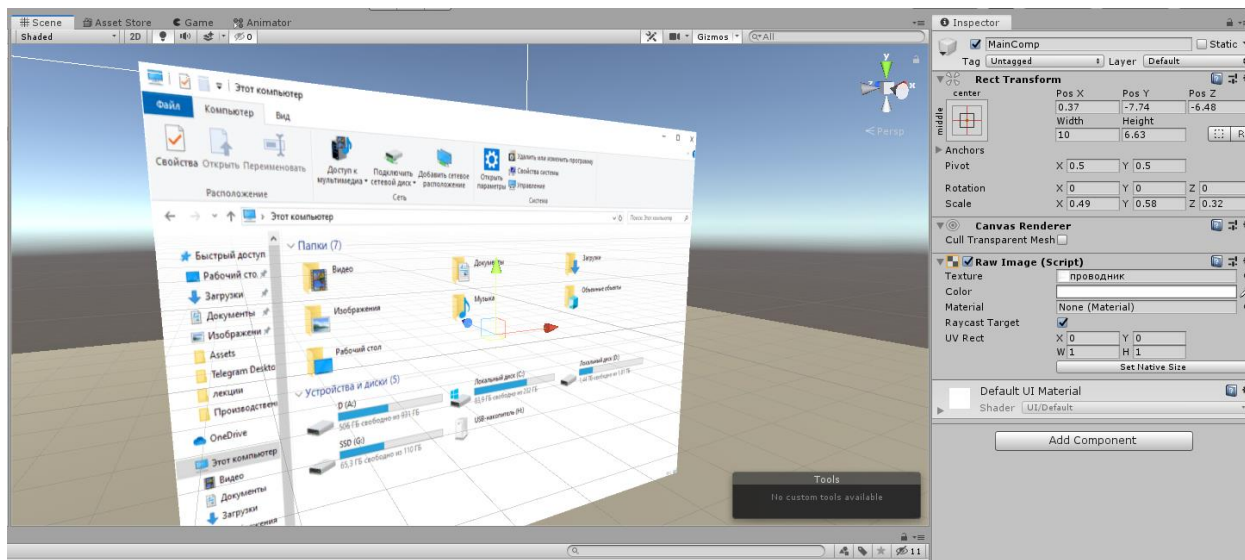 Scene Asset Store Game Animator
Shaded 2D 0 Gizmos All
Y
X
Persp
Этот компьютер
Файл Компьютер Вид
Свойства Открыть Переименовать
Расположение
Доступ к мультимедиа
Подключить сетевой диск
Добавить сетевое расположение
Сеть
Открыть параметры
Удалить или изменить программу
Свойства системы
Управление
Система
Этот компьютер
Поиск: Этот компьютер
Быстрый доступ
Рабочий сто.
Загрузки
Документы
Изображени
Assets
Telegram Deskto
лекции
Производствен
OneDrive
Этот компьютер
Видео
Документы
Загрузки
Папки (7)
Видео
Документы
Загрузки
Изображения
Музыка
Объемные объекты
Рабочий стол
Устройства и диски (5)
D (A:)
506 ГБ свободно из 931 ГБ
Локальный диск (C:)
Локальный диск (D:)
SSD (G:)
65,3 ГБ свободно из 110 ГБ
USB-накопитель (H:)
Tools
No custom tools available
11
Inspector
MainComp Static
Tag Untagged Layer Default
Rect Transform
center Pos X Pos Y Pos Z
middle 0.37 -7.74 -6.48
Width Height
10 6.63 R
Anchors
Pivot X 0.5 Y 0.5
Rotation X 0 Y 0 Z 0
Scale X 0.49 Y 0.58 Z 0.32
Canvas Renderer
Cull Transparent Mesh
Raw Image (Script)
Texture проводник
Color
Material None (Material)
Raycast Target
UV Rect X 0 Y 0
W 1 H 1
Set Native Size
Default UI Material
Shader UI/Default
Add Component